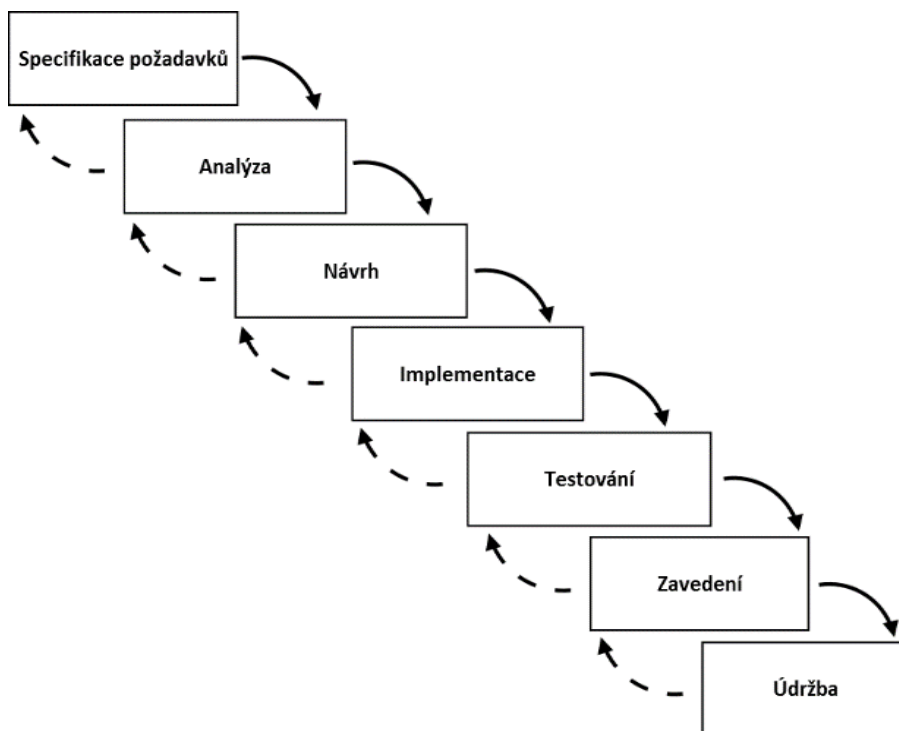 Specifikace požadavků
Analýza
Návrh
Implementace
Testování
Zavedení
Údržba